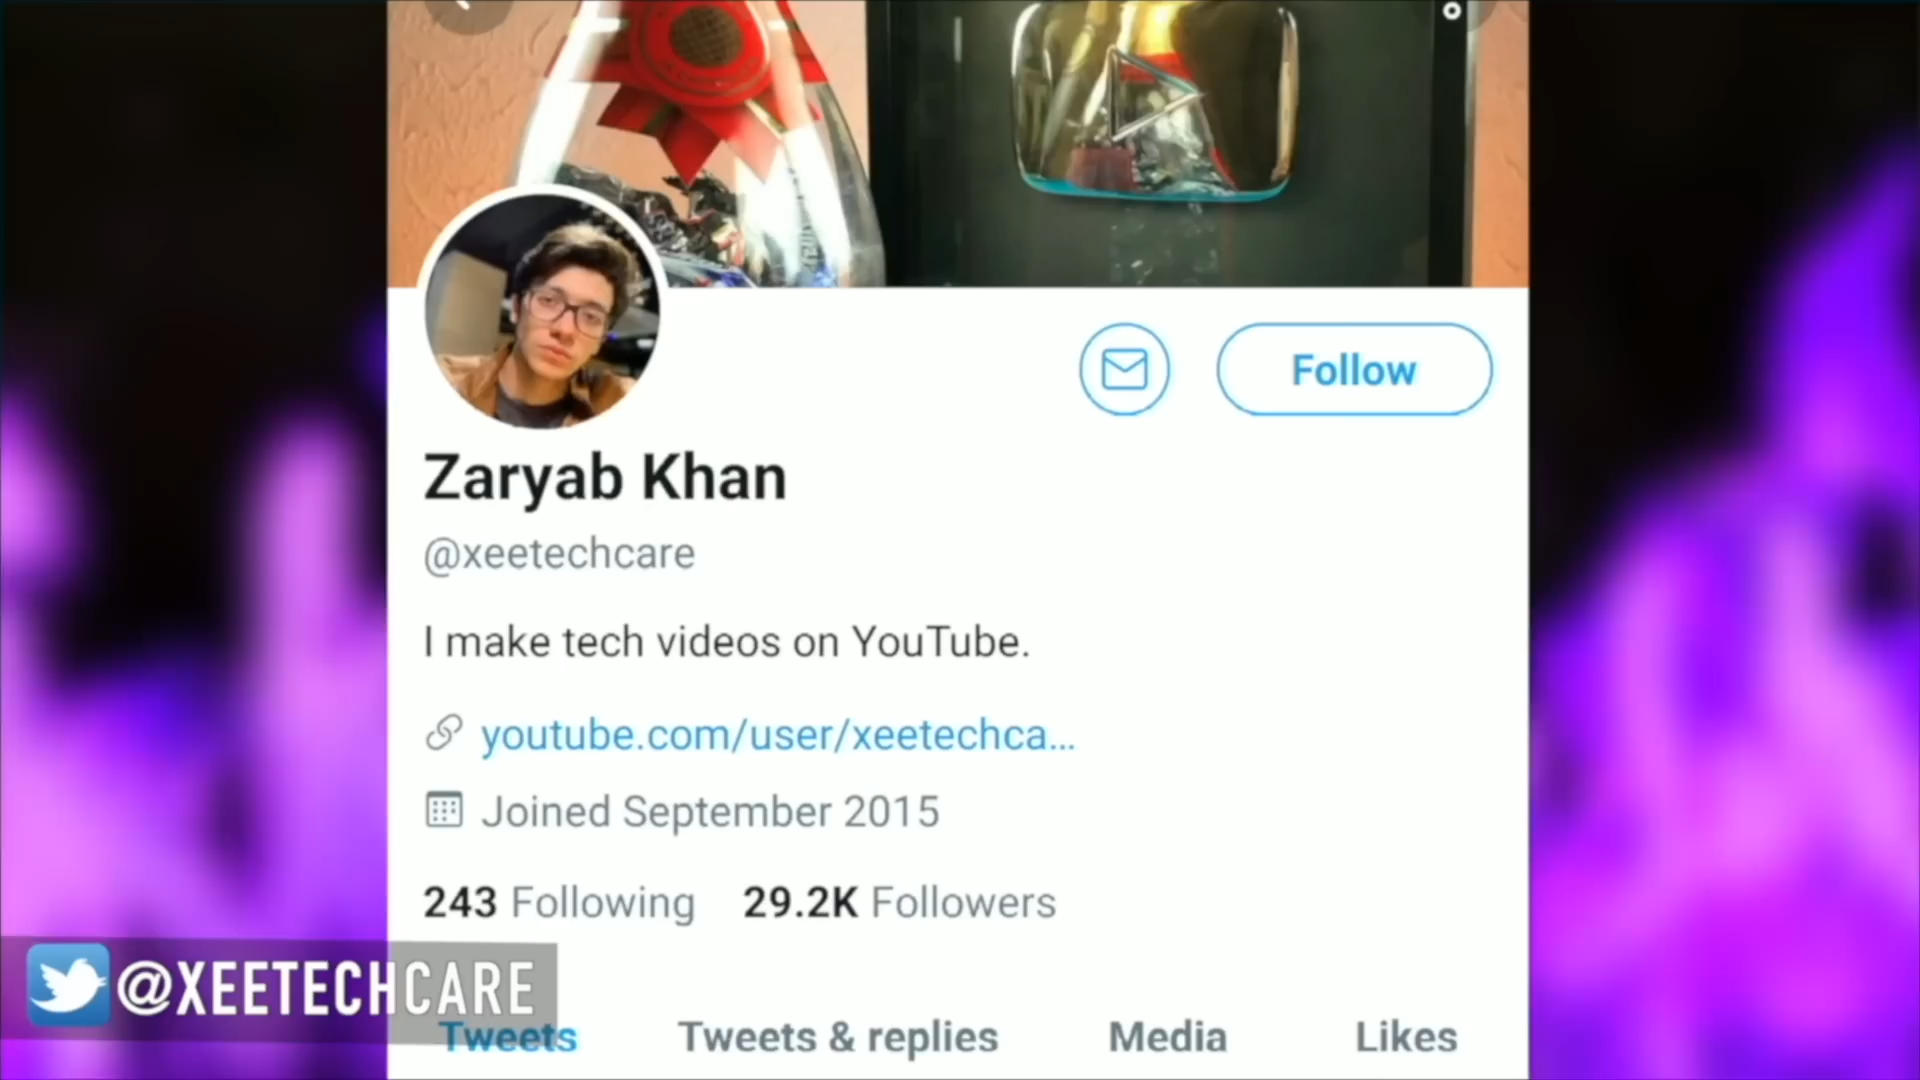 Follow
Zaryab Khan
@xeetechcare
I make tech videos on YouTube.
youtube.com/user/xeetechca...
Joined September 2015
243 Following 29.2K Followers
@XEETECHCARE
Tweets Tweets & replies Media Likes